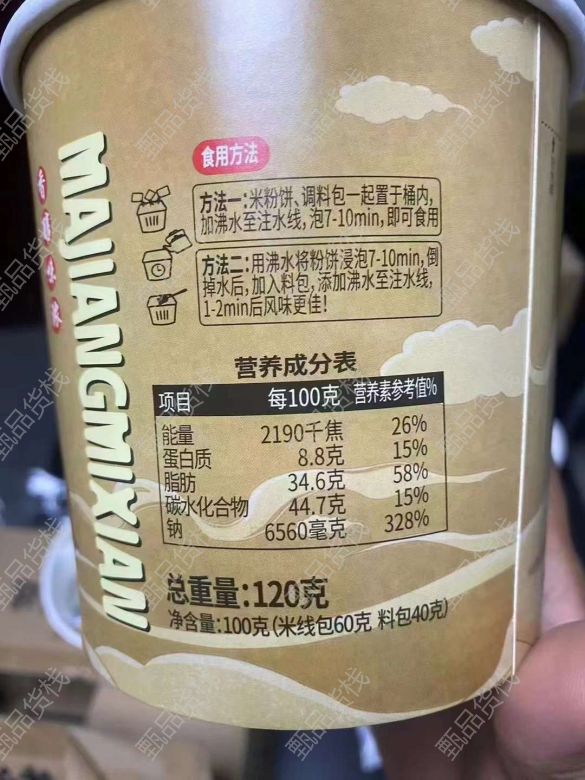 食用方法
方法一:米粉饼、调料包一起置于桶内,
加沸水至注水线,泡7-10min,即可食用
方法二:用沸水将粉饼浸泡7-10min,倒
掉水后,加入料包,添加沸水至注水线,
1-2min后风味更佳!
MAJIANGMIXIAN
营养成分表
项目 每100克 营养素参考值%
能量 2190千焦 26%
蛋白质 8.8克 15%
脂肪 34.6克 58%
碳水化合物 44.7克 15%
钠 6560毫克 328%
总重量:120克
净含量:100克(米线包60克 料包40克)
甄品货栈